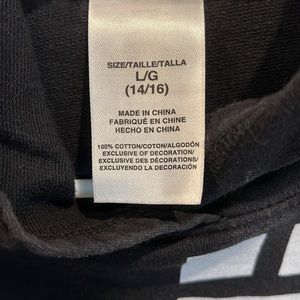 SIZE/TAILLE/TALLA
L/G
(14/16)
MADE IN CHINA
FABRIQUÉ EN CHINE
HECHO EN CHINA
100% COTTON/COTON/ALGODÓN
EXCLUSIVE OF DECORATION/
EXCLUSIVE DES DÉCORATIONS/
EXCLUYENDO LA DECORACIÓN